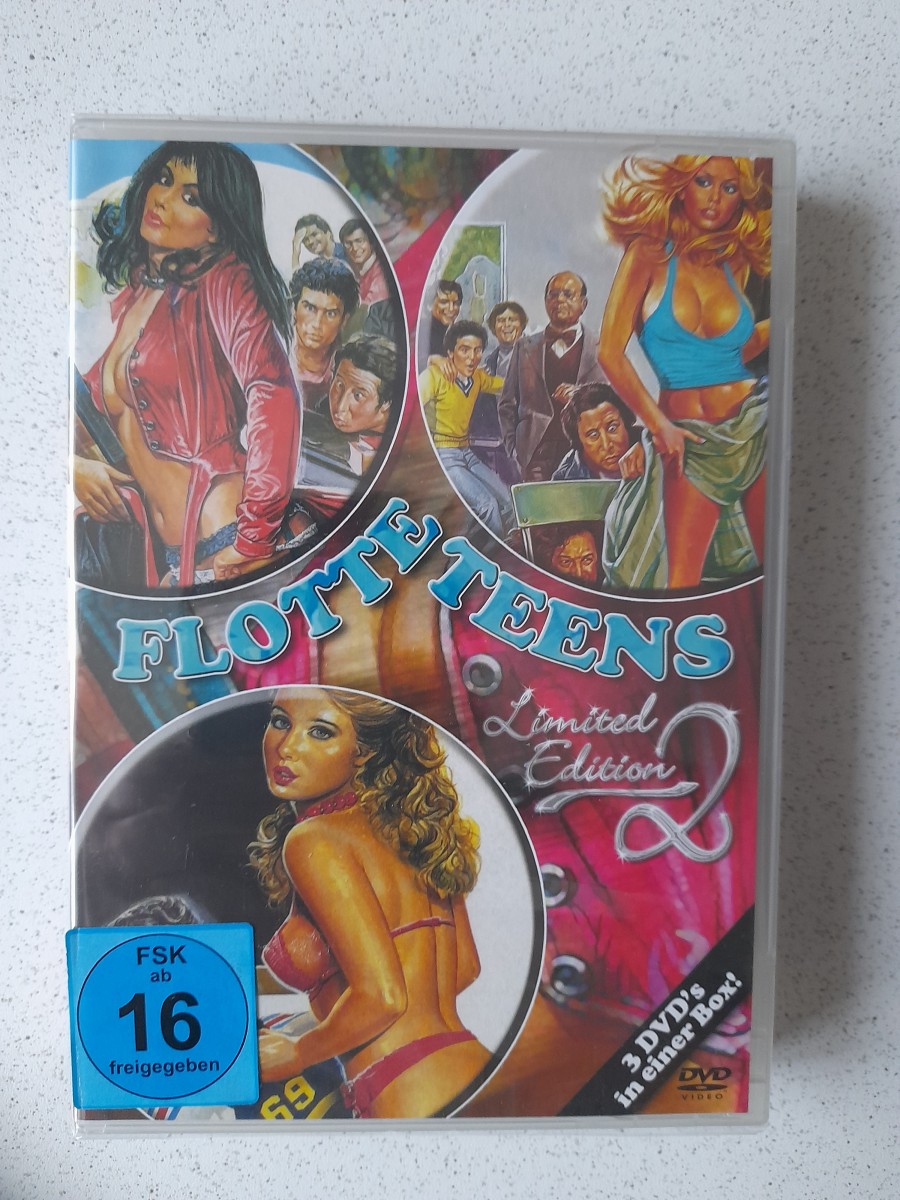 FLOTTE TEENS
Limited
Edition 2
FSK
ab
16
freigegeben
69
3 DVD's
in einer Box!
DVD
VIDEO